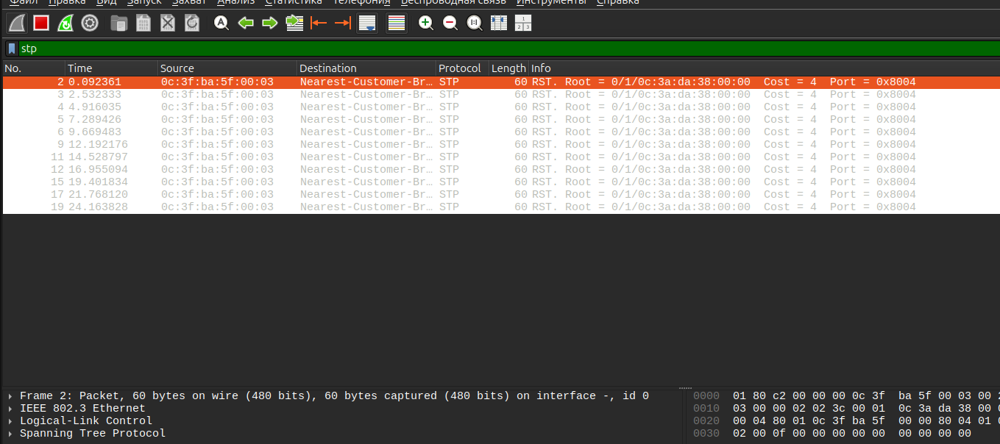 Файл Правка Вид Запуск Захват Анализ Статистика Телефония Беспроводная связь Инструменты Справка
stp
No. Time Source Destination Protocol Length Info
2 0.092361 0c:3f:ba:5f:00:03 Nearest-Customer-Br… STP 60 RST. Root = 0/1/0c:3a:da:38:00:00 Cost = 4 Port = 0x8004
3 2.532333 0c:3f:ba:5f:00:03 Nearest-Customer-Br… STP 60 RST. Root = 0/1/0c:3a:da:38:00:00 Cost = 4 Port = 0x8004
4 4.916035 0c:3f:ba:5f:00:03 Nearest-Customer-Br… STP 60 RST. Root = 0/1/0c:3a:da:38:00:00 Cost = 4 Port = 0x8004
5 7.289426 0c:3f:ba:5f:00:03 Nearest-Customer-Br… STP 60 RST. Root = 0/1/0c:3a:da:38:00:00 Cost = 4 Port = 0x8004
6 9.669483 0c:3f:ba:5f:00:03 Nearest-Customer-Br… STP 60 RST. Root = 0/1/0c:3a:da:38:00:00 Cost = 4 Port = 0x8004
9 12.192176 0c:3f:ba:5f:00:03 Nearest-Customer-Br… STP 60 RST. Root = 0/1/0c:3a:da:38:00:00 Cost = 4 Port = 0x8004
11 14.528797 0c:3f:ba:5f:00:03 Nearest-Customer-Br… STP 60 RST. Root = 0/1/0c:3a:da:38:00:00 Cost = 4 Port = 0x8004
12 16.955094 0c:3f:ba:5f:00:03 Nearest-Customer-Br… STP 60 RST. Root = 0/1/0c:3a:da:38:00:00 Cost = 4 Port = 0x8004
15 19.401834 0c:3f:ba:5f:00:03 Nearest-Customer-Br… STP 60 RST. Root = 0/1/0c:3a:da:38:00:00 Cost = 4 Port = 0x8004
17 21.768120 0c:3f:ba:5f:00:03 Nearest-Customer-Br… STP 60 RST. Root = 0/1/0c:3a:da:38:00:00 Cost = 4 Port = 0x8004
19 24.163828 0c:3f:ba:5f:00:03 Nearest-Customer-Br… STP 60 RST. Root = 0/1/0c:3a:da:38:00:00 Cost = 4 Port = 0x8004
Frame 2: Packet, 60 bytes on wire (480 bits), 60 bytes captured (480 bits) on interface -, id 0
IEEE 802.3 Ethernet
Logical-Link Control
Spanning Tree Protocol
0000 01 80 c2 00 00 00 0c 3f ba 5f 00 03 00
0010 03 00 00 02 02 3c 00 01 0c 3a da 38 00
0020 00 04 80 01 0c 3f ba 5f 00 00 80 04 01
0030 02 00 0f 00 00 00 00 00 00 00 00 00